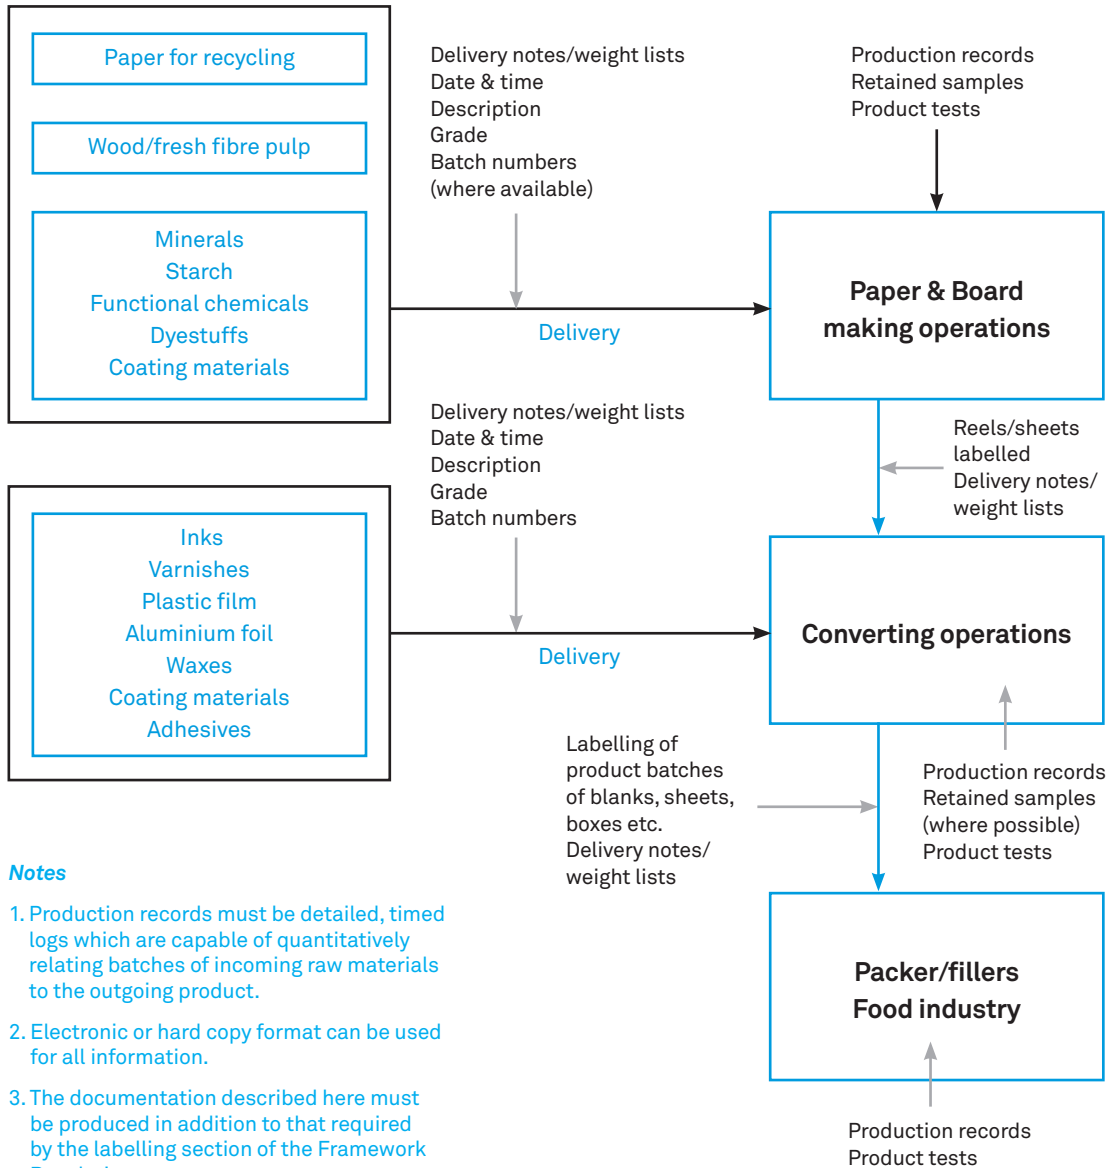 Paper for recycling
Wood/fresh fibre pulp
Minerals
Starch
Functional chemicals
Dyestuffs
Coating materials
Delivery notes/weight lists
Date & time
Description
Grade
Batch numbers
(where available)
Delivery
Production records
Retained samples
Product tests
Paper & Board
making operations
Reels/sheets
labelled
Delivery notes/
weight lists
Inks
Varnishes
Plastic film
Aluminium foil
Waxes
Coating materials
Adhesives
Delivery notes/weight lists
Date & time
Description
Grade
Batch numbers
Delivery
Converting operations
Labelling of
product batches
of blanks, sheets,
boxes etc.
Delivery notes/
weight lists
Production records
Retained samples
(where possible)
Product tests
Packer/fillers
Food industry
Production records
Product tests
Notes
1. Production records must be detailed, timed
logs which are capable of quantitatively
relating batches of incoming raw materials
to the outgoing product.
2. Electronic or hard copy format can be used
for all information.
3. The documentation described here must
be produced in addition to that required
by the labelling section of the Framework